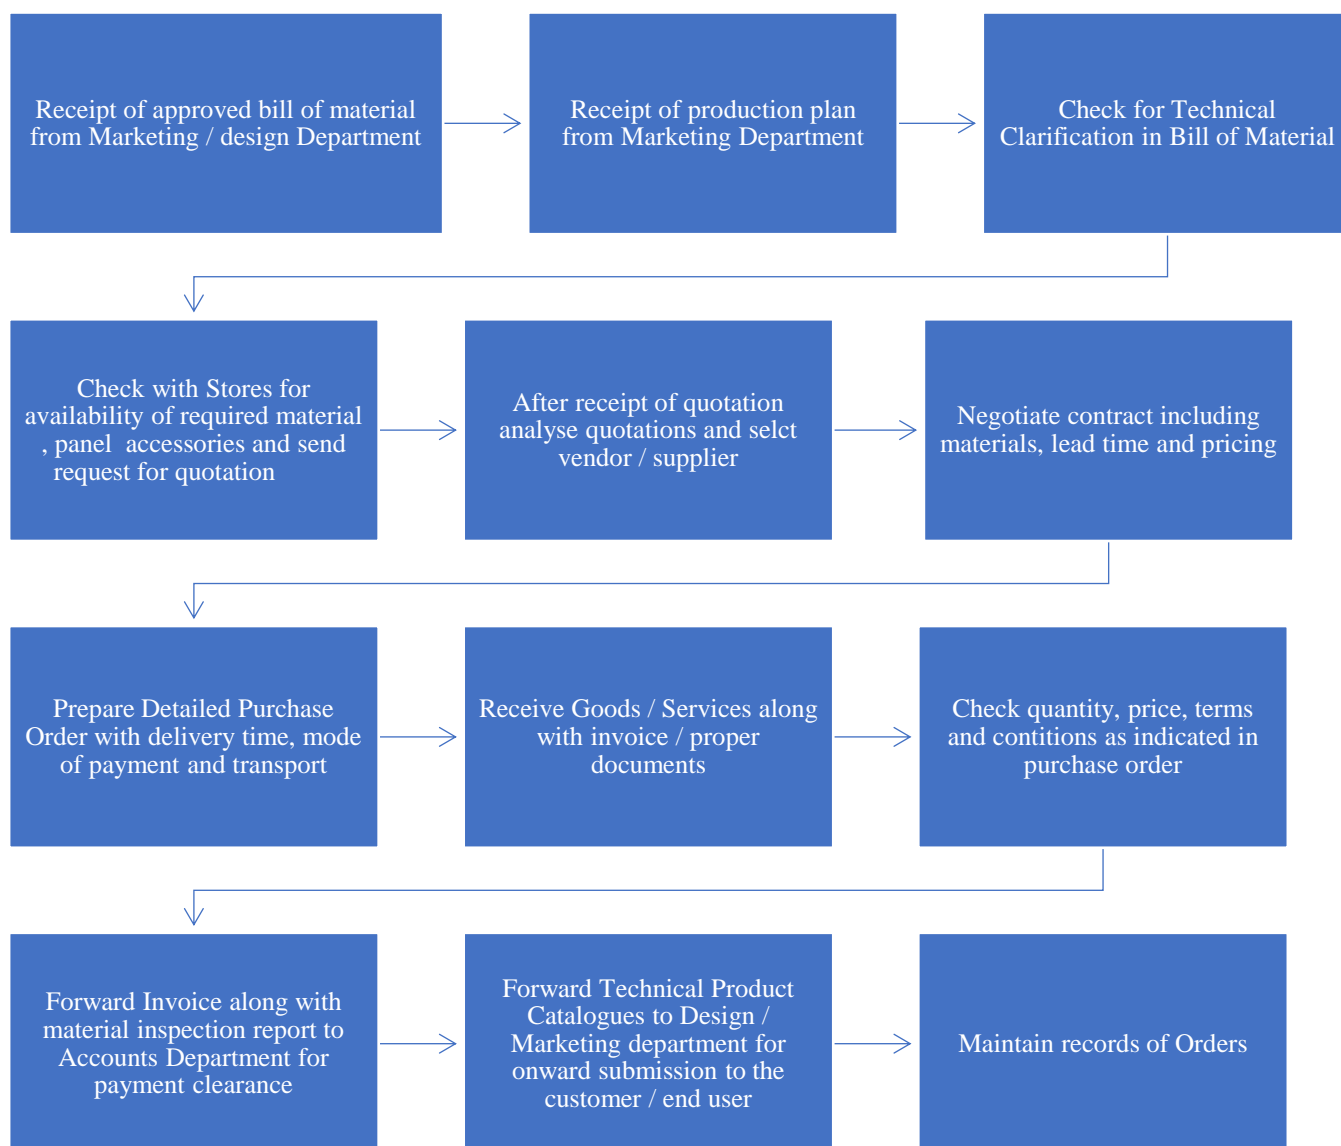 Receipt of approved bill of material
from Marketing / design Department
Receipt of production plan
from Marketing Department
Check for Technical
Clarification in Bill of Material
Check with Stores for
availability of required material
, panel accessories and send
request for quotation
After receipt of quotation
analyse quotations and selct
vendor / supplier
Negotiate contract including
materials, lead time and pricing
Prepare Detailed Purchase
Order with delivery time, mode
of payment and transport
Receive Goods / Services along
with invoice / proper
documents
Check quantity, price, terms
and contitions as indicated in
purchase order
Forward Invoice along with
material inspection report to
Accounts Department for
payment clearance
Forward Technical Product
Catalogues to Design /
Marketing department for
onward submission to the
customer / end user
Maintain records of Orders